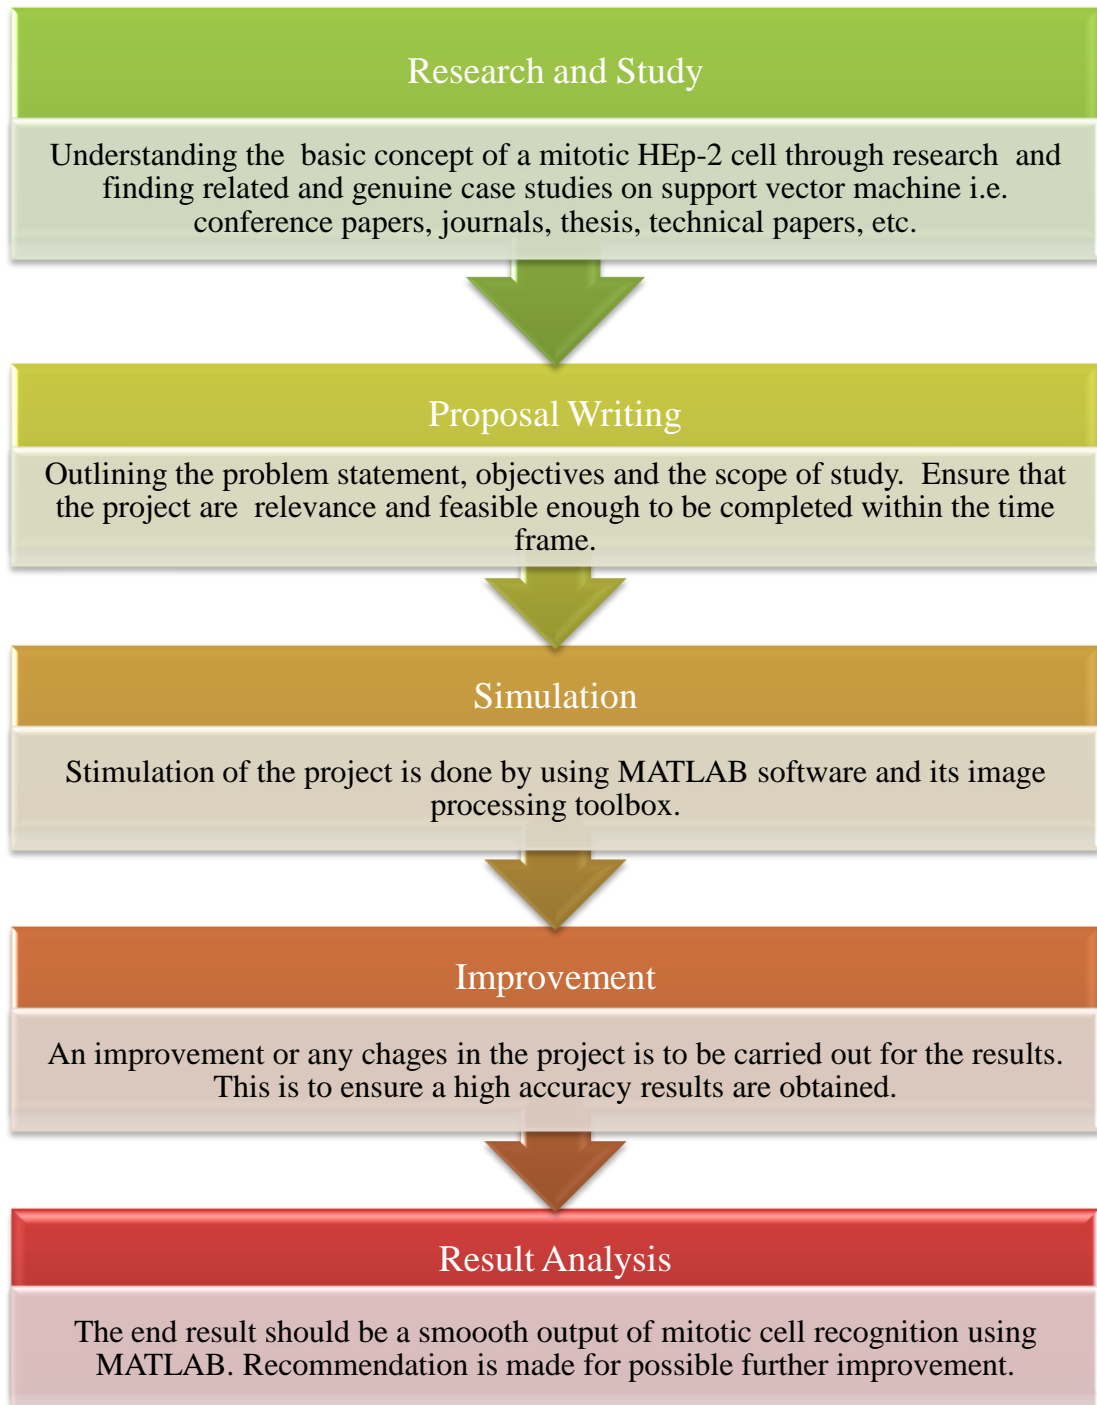 Research and Study
Understanding the basic concept of a mitotic HEp-2 cell through research and
finding related and genuine case studies on support vector machine i.e.
conference papers, journals, thesis, technical papers, etc.
Proposal Writing
Outlining the problem statement, objectives and the scope of study. Ensure that
the project are relevance and feasible enough to be completed within the time
frame.
Simulation
Stimulation of the project is done by using MATLAB software and its image
processing toolbox.
Improvement
An improvement or any chages in the project is to be carried out for the results.
This is to ensure a high accuracy results are obtained.
Result Analysis
The end result should be a smoooth output of mitotic cell recognition using
MATLAB. Recommendation is made for possible further improvement.